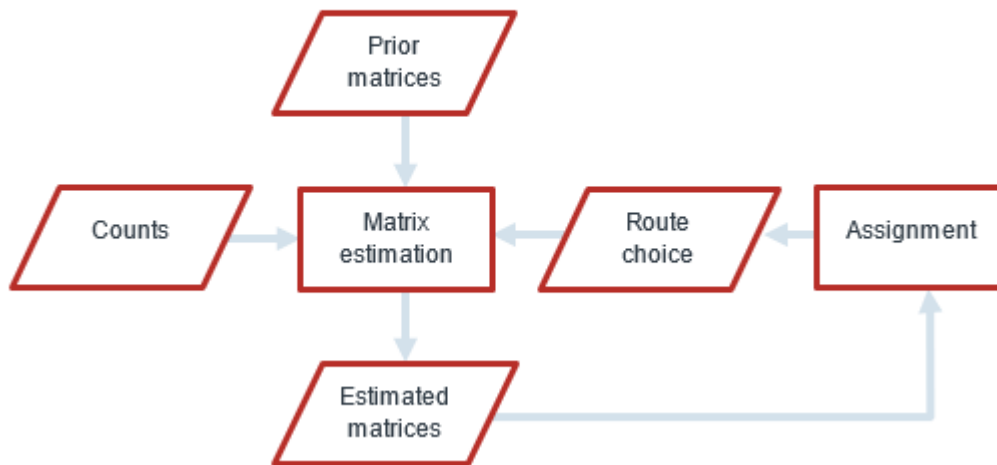 Prior
matrices
Counts
Matrix
estimation
Route
choice
Assignment
Estimated
matrices